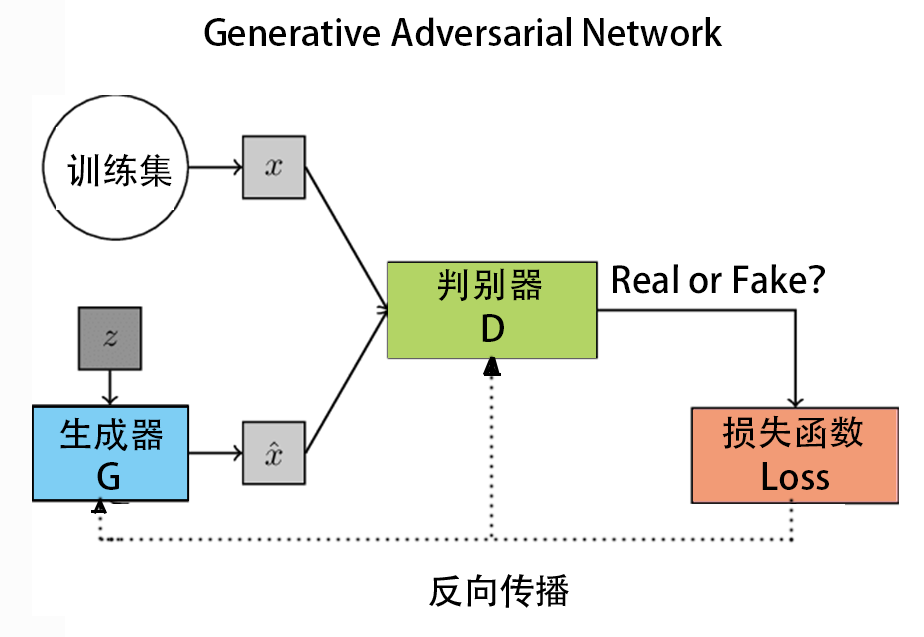 Generative Adversarial Network
训练集
x
z
生成器
G
x̂
判别器
D
Real or Fake?
损失函数
Loss
反向传播